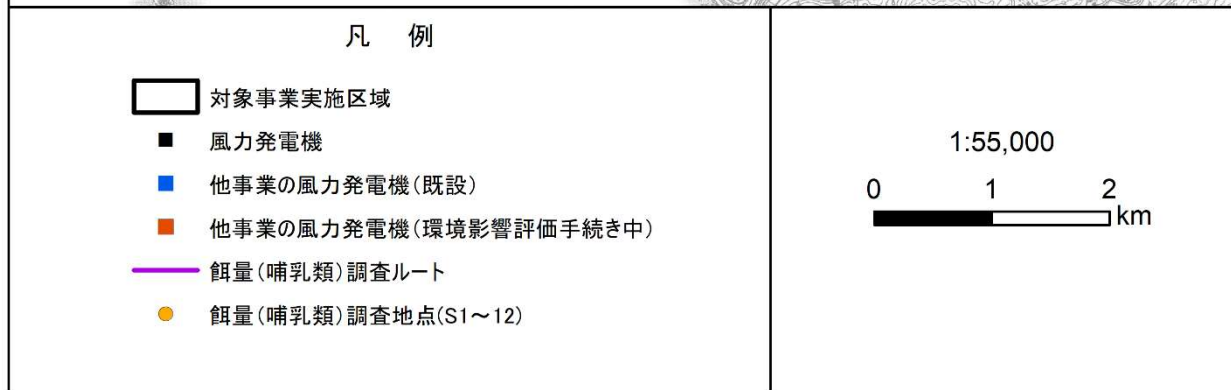 凡　例
対象事業実施区域
風力発電機
他事業の風力発電機(既設)
他事業の風力発電機(環境影響評価手続き中)
餌量(哺乳類)調査ルート
餌量(哺乳類)調査地点(S1～12)
1:55,000
0 1 2
km